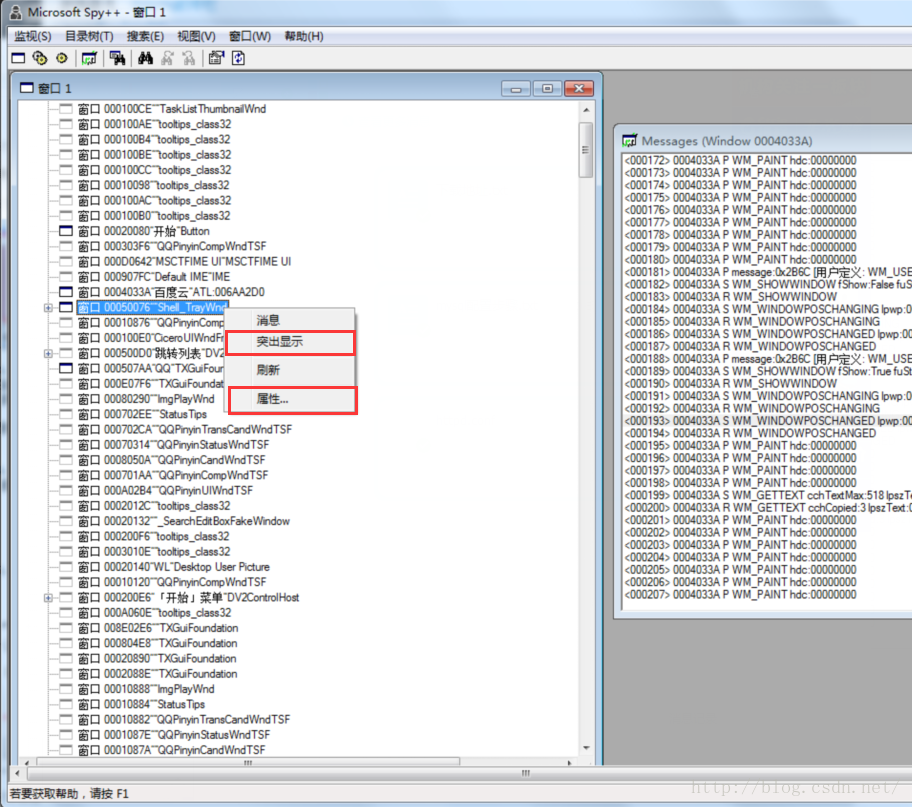 Microsoft Spy++ - 窗口 1
监视(S) 目录树(T) 搜索(E) 视图(V) 窗口(W) 帮助(H)
窗口 1
窗口 000100CE""TaskListThumbnailWnd
窗口 000100AE""tooltips_class32
窗口 000100B4""tooltips_class32
窗口 000100BE""tooltips_class32
窗口 000100CC""tooltips_class32
窗口 00010098""tooltips_class32
窗口 000100AC""tooltips_class32
窗口 000100B0""tooltips_class32
窗口 00020080"开始"Button
窗口 000303F6""QQPinyinCompWndTSF
窗口 000D0642"MSCTFIME UI"MSCTFIME UI
窗口 000907FC"Default IME"IME
窗口 0004033A"百度云"ATL:006AA2D0
窗口 00050076""Shell_TrayWnd
窗口 00010876""QQPinyinComp
窗口 000100E0"CiceroUIWndFr
窗口 000500D0"跳转列表"DV2
窗口 000507AA"QQ"TXGuiFoun
窗口 000E07F6""TXGuiFoundat
窗口 00080290""ImgPlayWnd
窗口 000702EE""StatusTips
窗口 000702CA""QQPinyinTransCandWndTSF
窗口 00070314""QQPinyinStatusWndTSF
窗口 0008050A""QQPinyinCandWndTSF
窗口 000701AA""QQPinyinCompWndTSF
窗口 000A02B4""QQPinyinUIWndTSF
窗口 0002012C""tooltips_class32
窗口 00020132""_SearchEditBoxFakeWindow
窗口 000200F6""tooltips_class32
窗口 0003010E""tooltips_class32
窗口 00020140"WL"Desktop User Picture
窗口 00010120""QQPinyinCompWndTSF
窗口 000200E6"「开始」菜单"DV2ControlHost
窗口 000A060E""tooltips_class32
窗口 008E02E6""TXGuiFoundation
窗口 000804E8""TXGuiFoundation
窗口 00020890""TXGuiFoundation
窗口 0002088E""TXGuiFoundation
窗口 00010888""ImgPlayWnd
窗口 00010884""StatusTips
窗口 00010882""QQPinyinTransCandWndTSF
窗口 0001087E""QQPinyinStatusWndTSF
窗口 0001087A""QQPinyinCandWndTSF
消息
突出显示
刷新
属性...
Messages (Window 0004033A)
<000172> 0004033A P WM_PAINT hdc:00000000
<000173> 0004033A P WM_PAINT hdc:00000000
<000174> 0004033A P WM_PAINT hdc:00000000
<000175> 0004033A P WM_PAINT hdc:00000000
<000176> 0004033A P WM_PAINT hdc:00000000
<000177> 0004033A P WM_PAINT hdc:00000000
<000178> 0004033A P WM_PAINT hdc:00000000
<000179> 0004033A P WM_PAINT hdc:00000000
<000180> 0004033A P WM_PAINT hdc:00000000
<000181> 0004033A P message:0x2B6C [用户定义: WM_USE
<000182> 0004033A S WM_SHOWWINDOW fShow:False fuS
<000183> 0004033A R WM_SHOWWINDOW
<000184> 0004033A S WM_WINDOWPOSCHANGING lpwp:0
<000185> 0004033A R WM_WINDOWPOSCHANGING
<000186> 0004033A S WM_WINDOWPOSCHANGED lpwp:00
<000187> 0004033A R WM_WINDOWPOSCHANGED
<000188> 0004033A P message:0x2B6C [用户定义: WM_USE
<000189> 0004033A S WM_SHOWWINDOW fShow:True fuSt
<000190> 0004033A R WM_SHOWWINDOW
<000191> 0004033A S WM_WINDOWPOSCHANGING lpwp:0
<000192> 0004033A R WM_WINDOWPOSCHANGING
<000193> 0004033A S WM_WINDOWPOSCHANGED lpwp:00
<000194> 0004033A R WM_WINDOWPOSCHANGED
<000195> 0004033A P WM_PAINT hdc:00000000
<000196> 0004033A P WM_PAINT hdc:00000000
<000197> 0004033A P WM_PAINT hdc:00000000
<000198> 0004033A P WM_PAINT hdc:00000000
<000199> 0004033A S WM_GETTEXT cchTextMax:518 lpszTe
<000200> 0004033A R WM_GETTEXT cchCopied:3 lpszText:0
<000201> 0004033A P WM_PAINT hdc:00000000
<000202> 0004033A P WM_PAINT hdc:00000000
<000203> 0004033A P WM_PAINT hdc:00000000
<000204> 0004033A P WM_PAINT hdc:00000000
<000205> 0004033A P WM_PAINT hdc:00000000
<000206> 0004033A P WM_PAINT hdc:00000000
<000207> 0004033A P WM_PAINT hdc:00000000
若要获取帮助，请按 F1
http://blog.csdn.net/